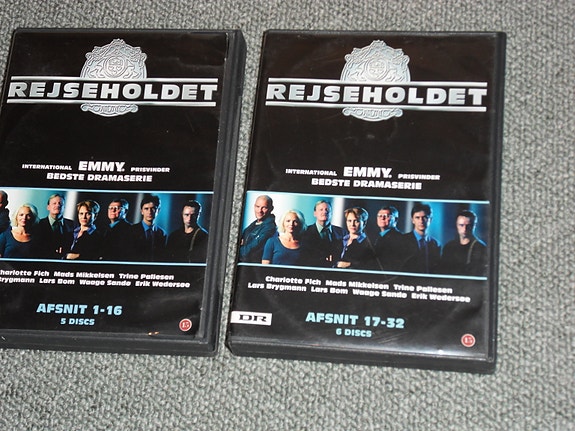 REJSEHOLDET
INTERNATIONAL EMMY® PRISVINDER
BEDSTE DRAMASERIE
Charlotte Fich Mads Mikkelsen Trine Pallesen
Brygmann Lars Bom Waage Sandø Erik Wedersøe
AFSNIT 1-16
5 DISCS
15
REJSEHOLDET
INTERNATIONAL EMMY® PRISVINDER
BEDSTE DRAMASERIE
Charlotte Fich Mads Mikkelsen Trine Pallesen
Lars Brygmann Lars Bom Waage Sandø Erik Wedersøe
DR
AFSNIT 17-32
6 DISCS
15